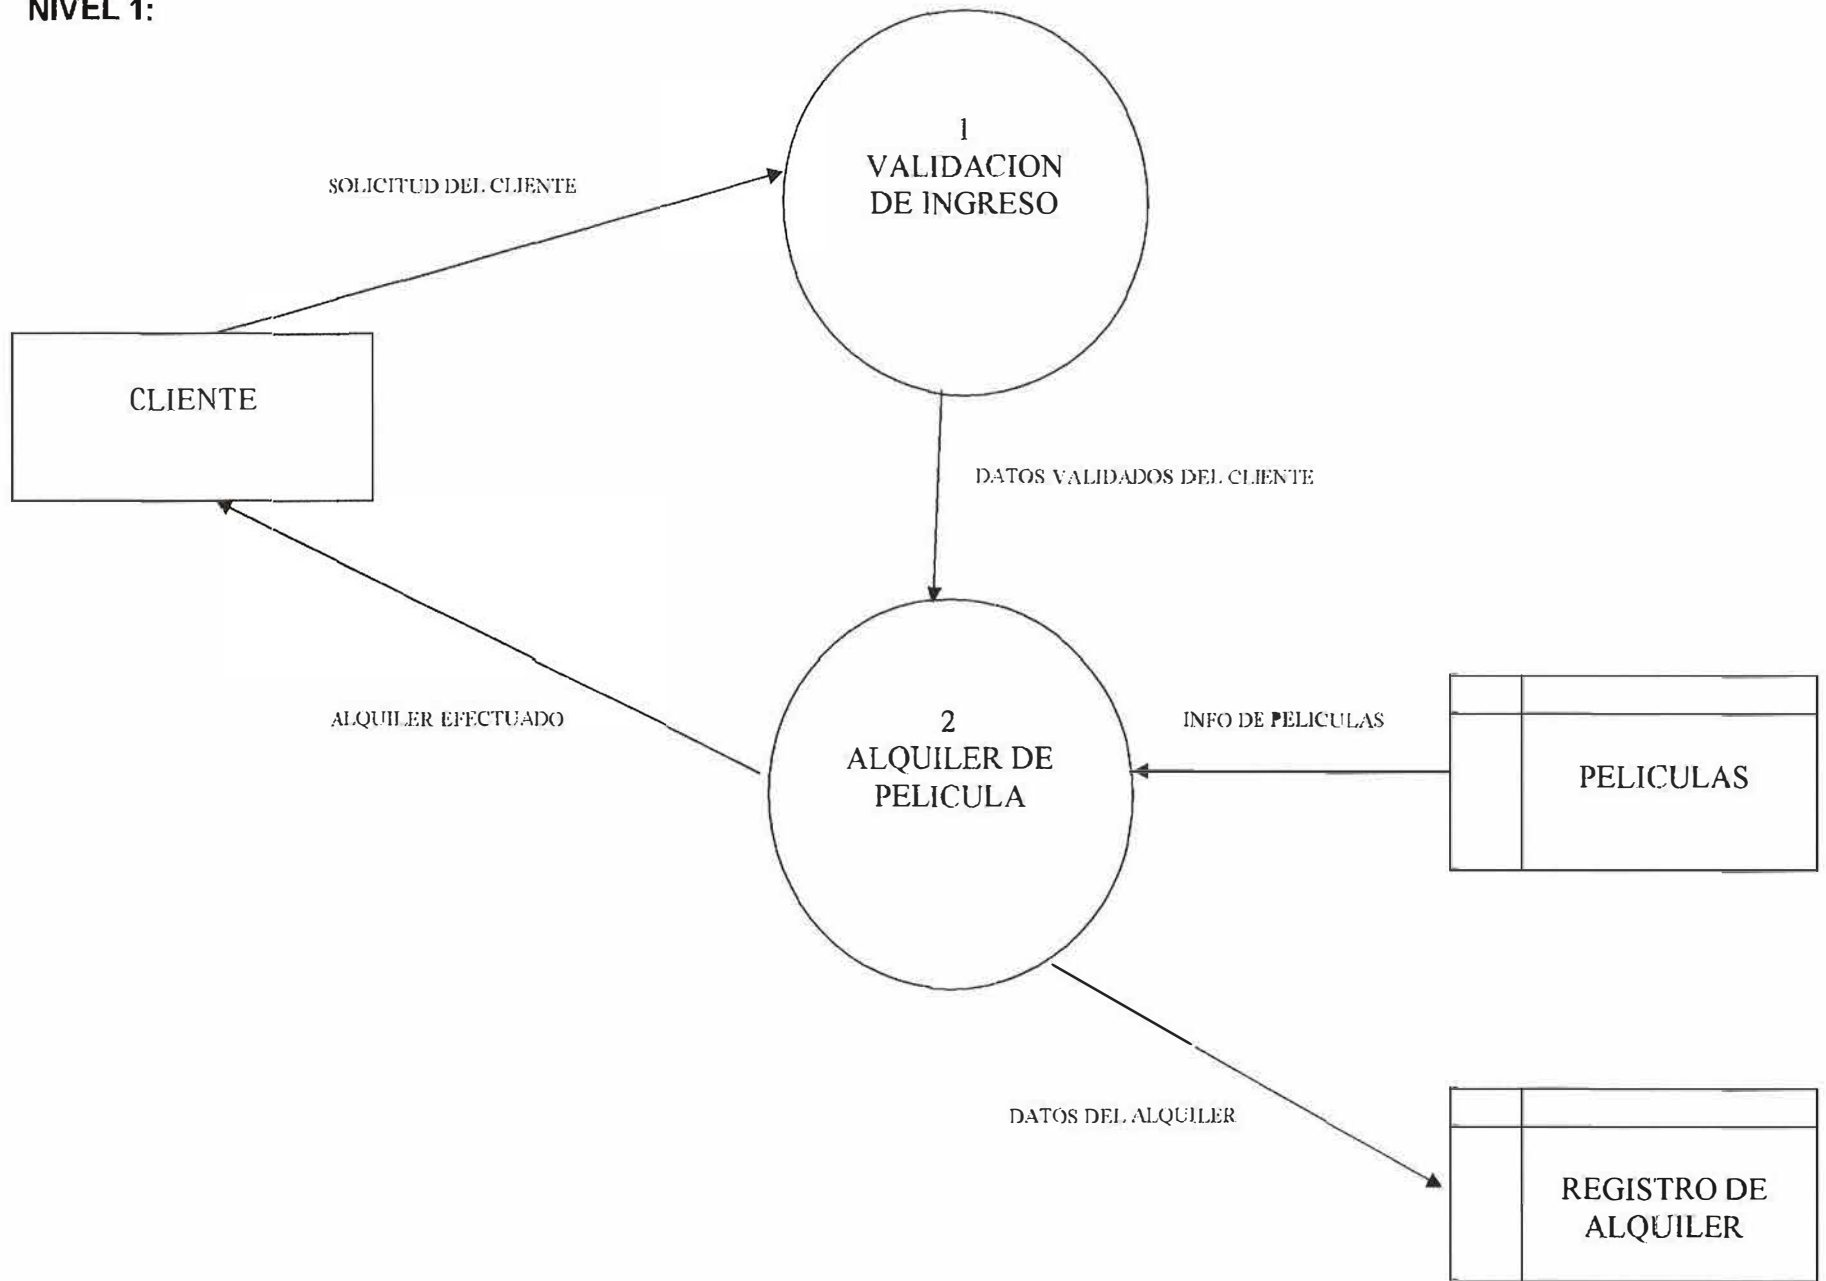 NIVEL 1:
1
VALIDACION
DE INGRESO
SOLICITUD DEL CLIENTE
CLIENTE
DATOS VALIDADOS DEL CLIENTE
ALQUILER EFECTUADO
2
ALQUILER DE
PELICULA
INFO DE PELICULAS
PELICULAS
DATOS DEL ALQUILER
REGISTRO DE
ALQUILER